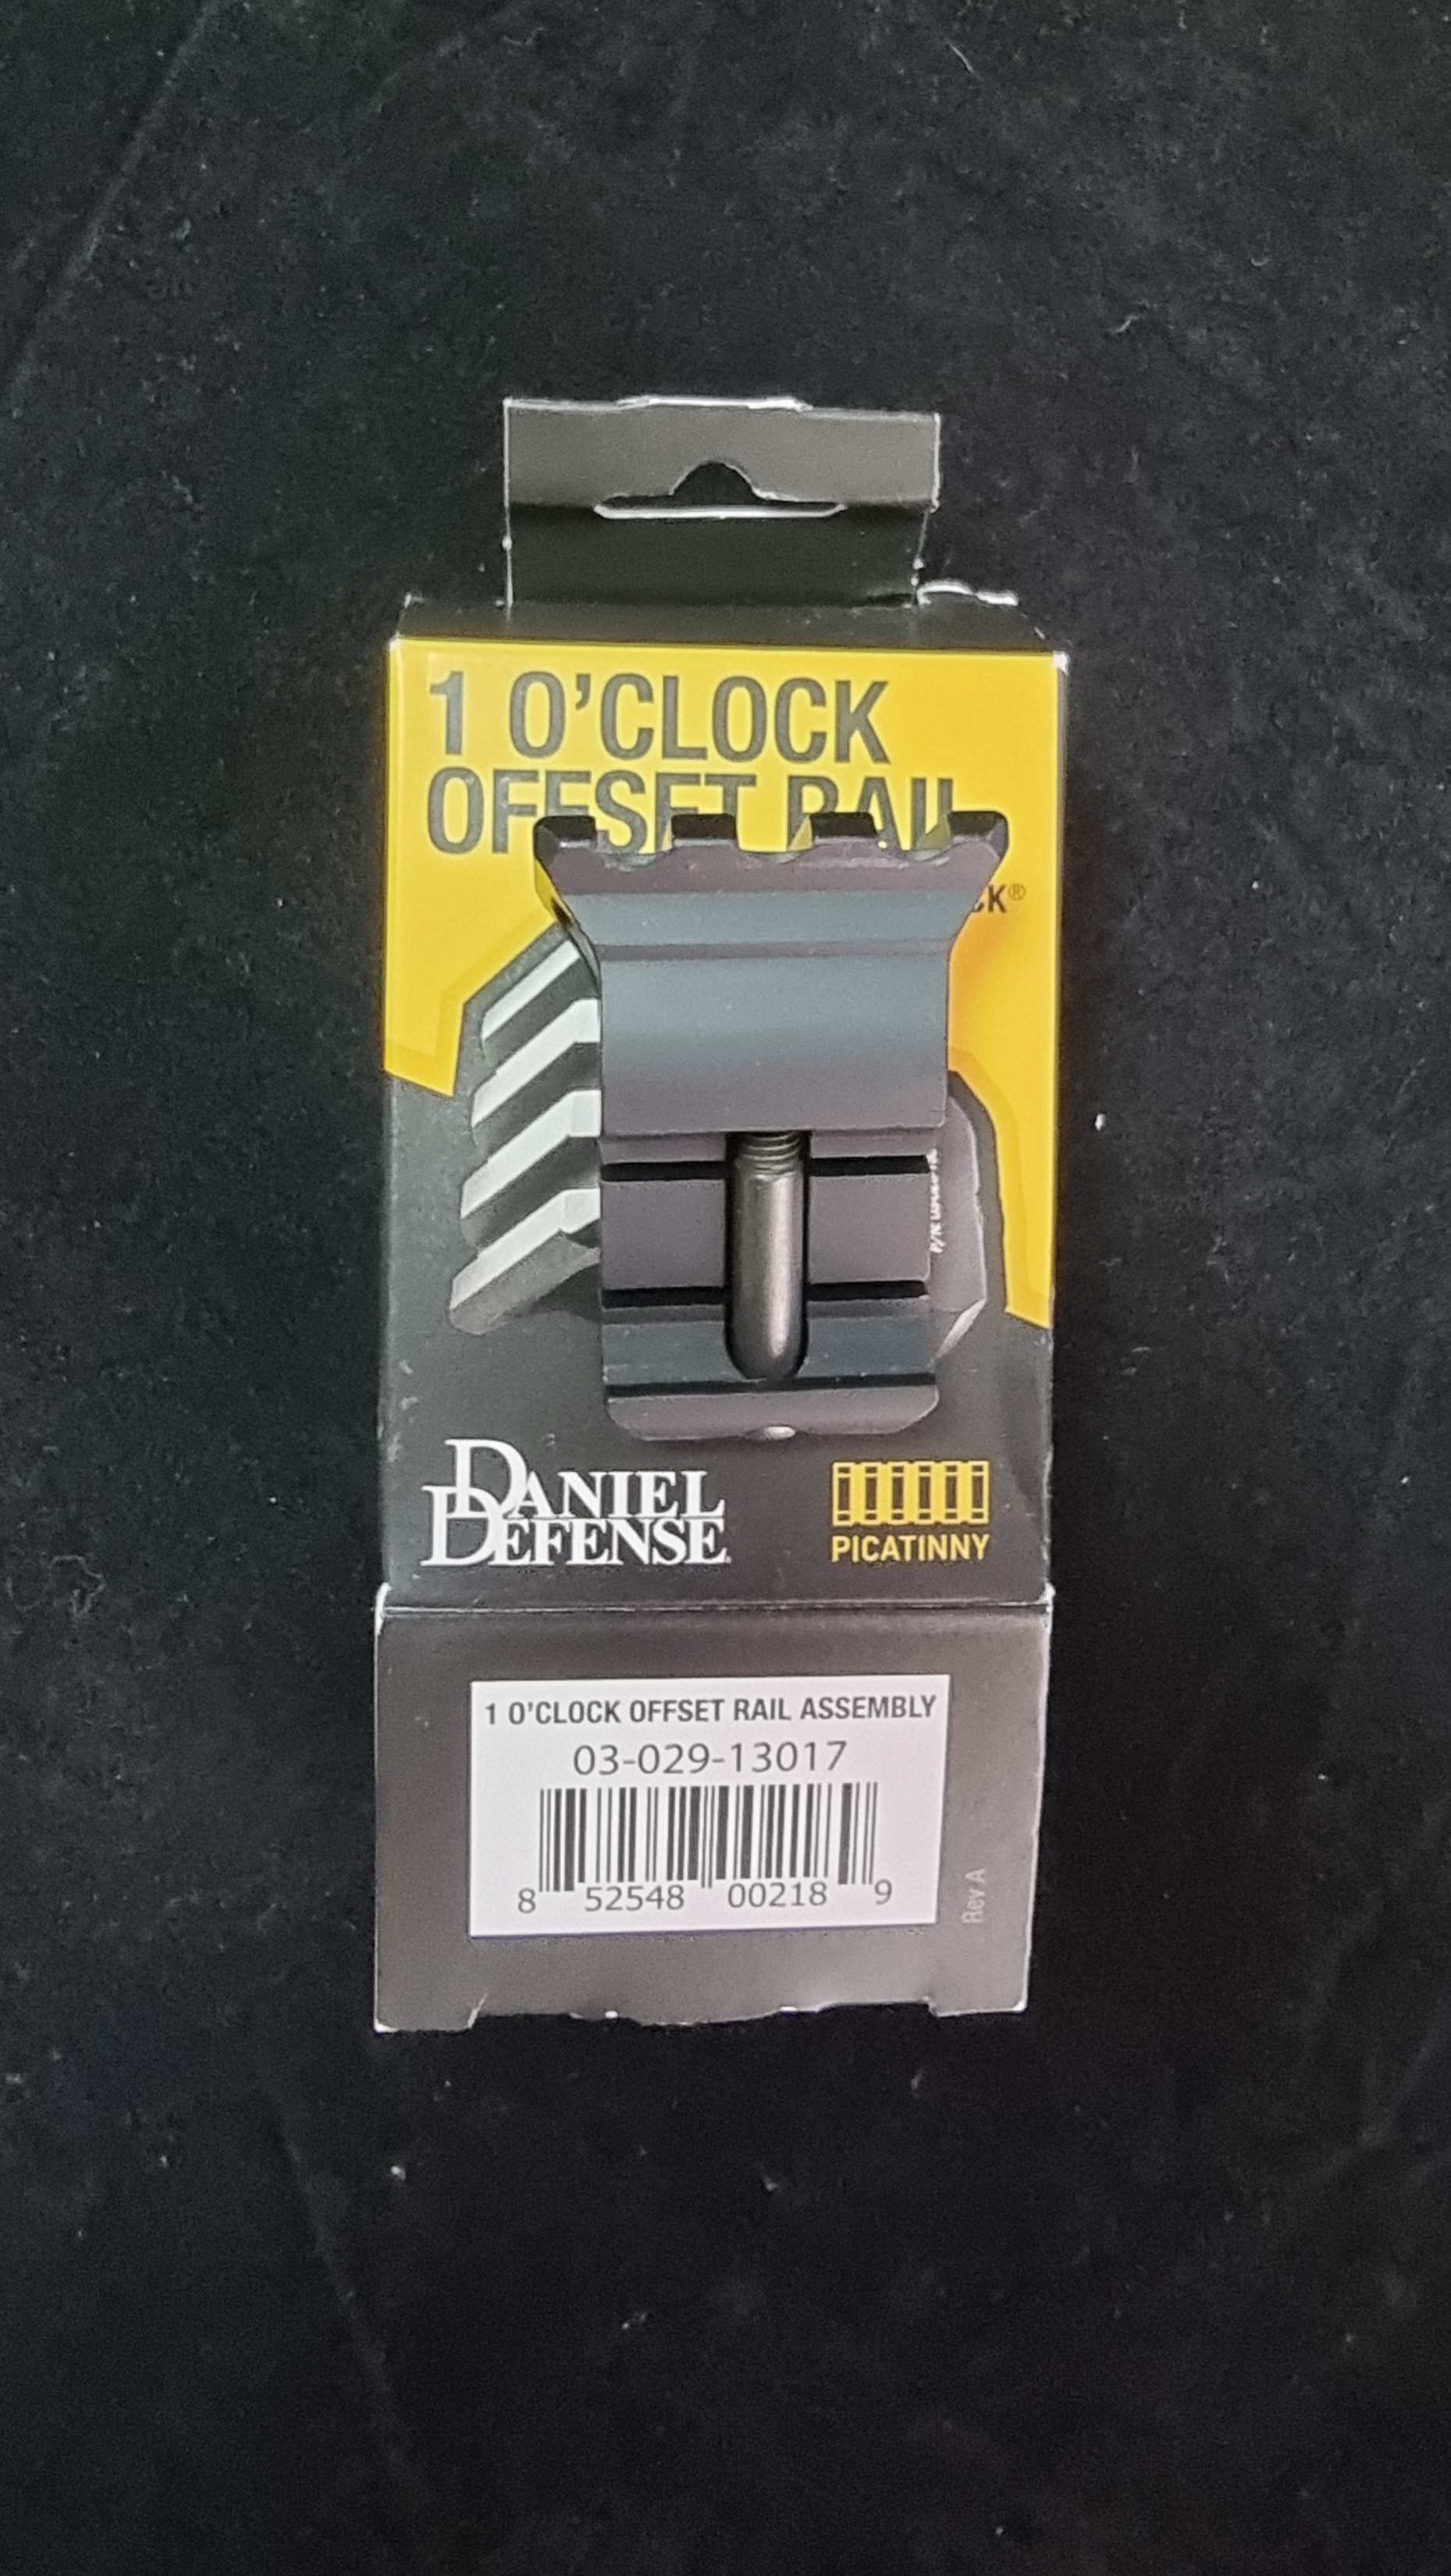 1 O'CLOCK
OFFSET RAIL
DANIEL
DEFENSE
PICATINNY
1 O'CLOCK OFFSET RAIL ASSEMBLY
03-029-13017
8 52548 00218 9
Rev A